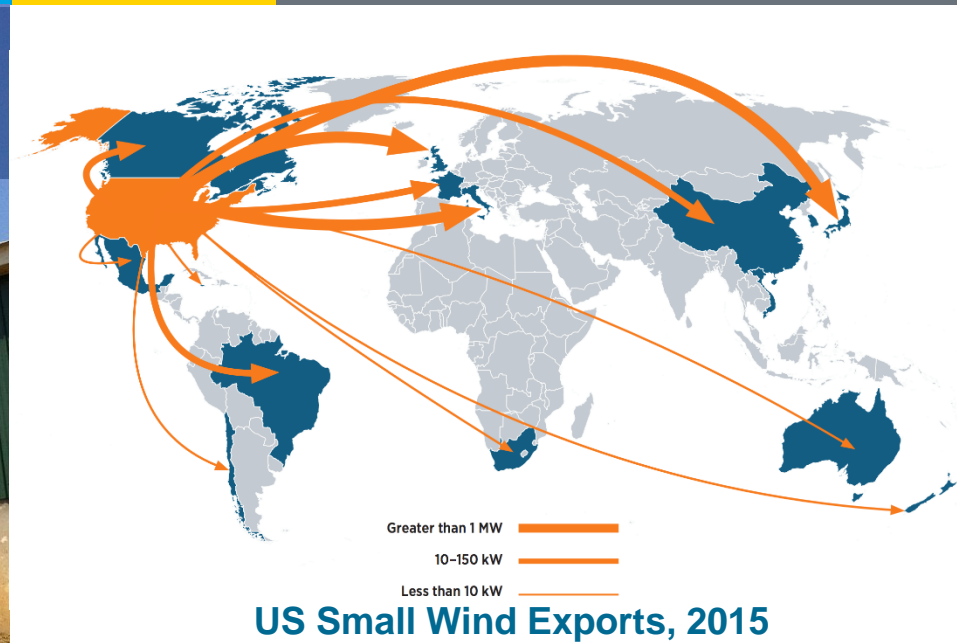 Greater than 1 MW
10–150 kW
Less than 10 kW
US Small Wind Exports, 2015